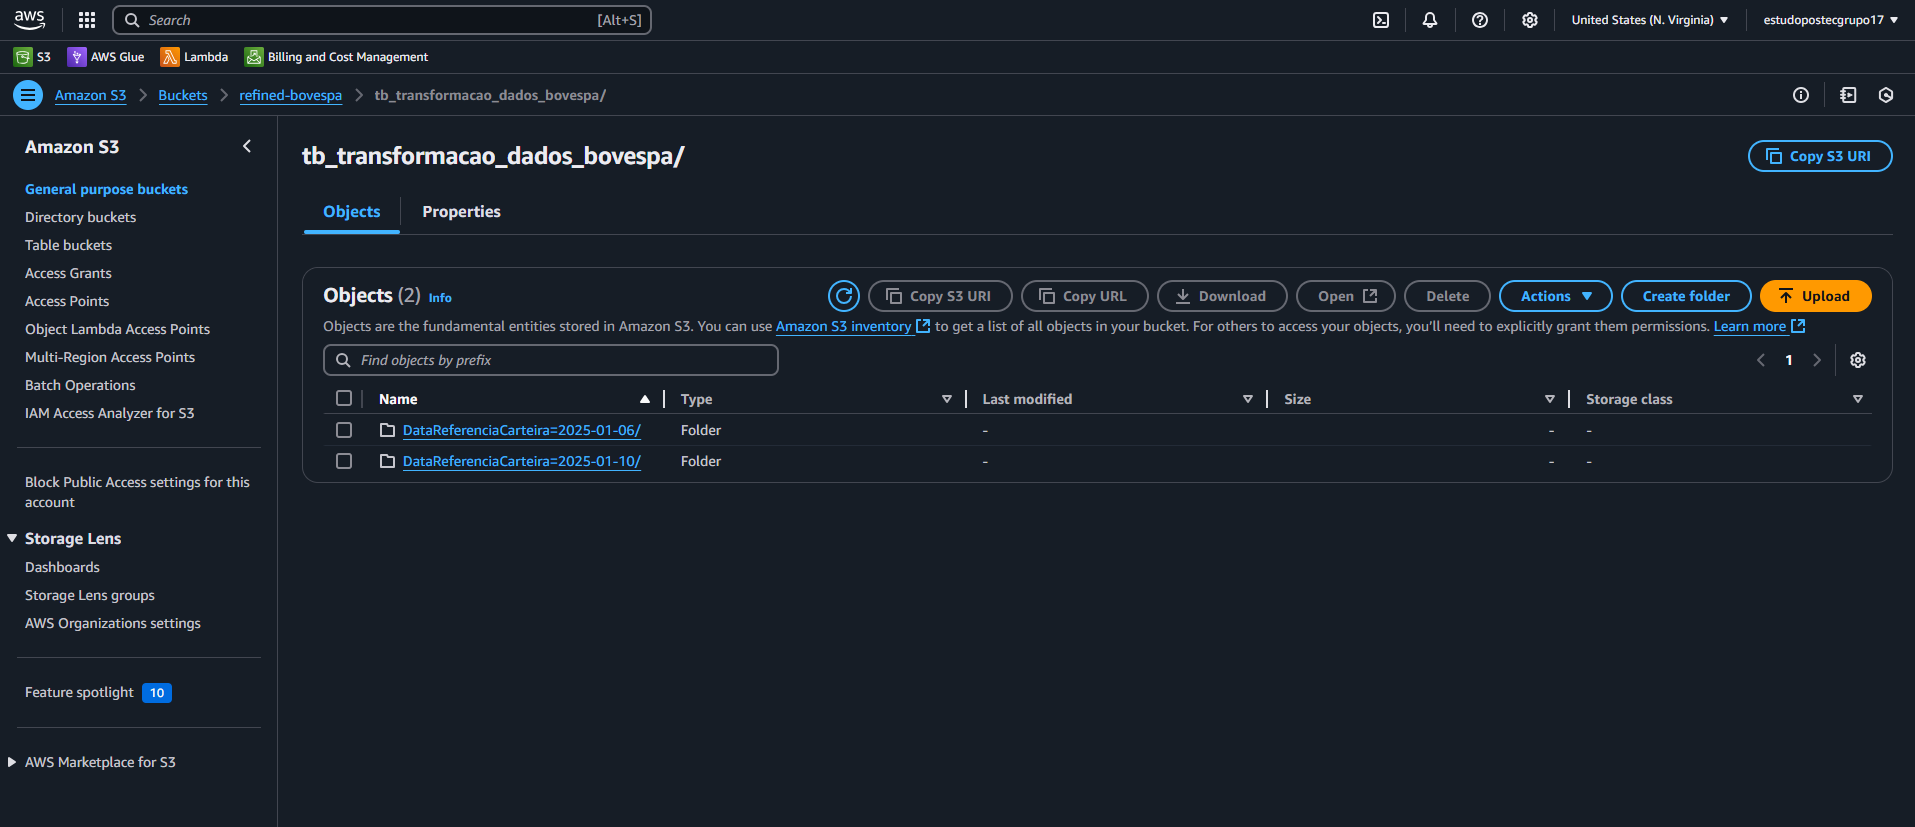 aws
Search [Alt+S]
United States (N. Virginia)
estudopostecgrupo17
S3
AWS Glue
Lambda
Billing and Cost Management
Amazon S3
Buckets
refined-bovespa
tb_transformacao_dados_bovespa/
Amazon S3
General purpose buckets
Directory buckets
Table buckets
Access Grants
Access Points
Object Lambda Access Points
Multi-Region Access Points
Batch Operations
IAM Access Analyzer for S3
Block Public Access settings for this
account
Storage Lens
Dashboards
Storage Lens groups
AWS Organizations settings
Feature spotlight 10
AWS Marketplace for S3
tb_transformacao_dados_bovespa/
Copy S3 URI
Objects
Properties
Objects (2) Info
Copy S3 URI
Copy URL
Download
Open
Delete
Actions
Create folder
Upload
Objects are the fundamental entities stored in Amazon S3. You can use Amazon S3 inventory to get a list of all objects in your bucket. For others to access your objects, you'll need to explicitly grant them permissions. Learn more
Find objects by prefix
1
Name Type Last modified Size Storage class
DataReferenciaCarteira=2025-01-06/ Folder - - -
DataReferenciaCarteira=2025-01-10/ Folder - - -